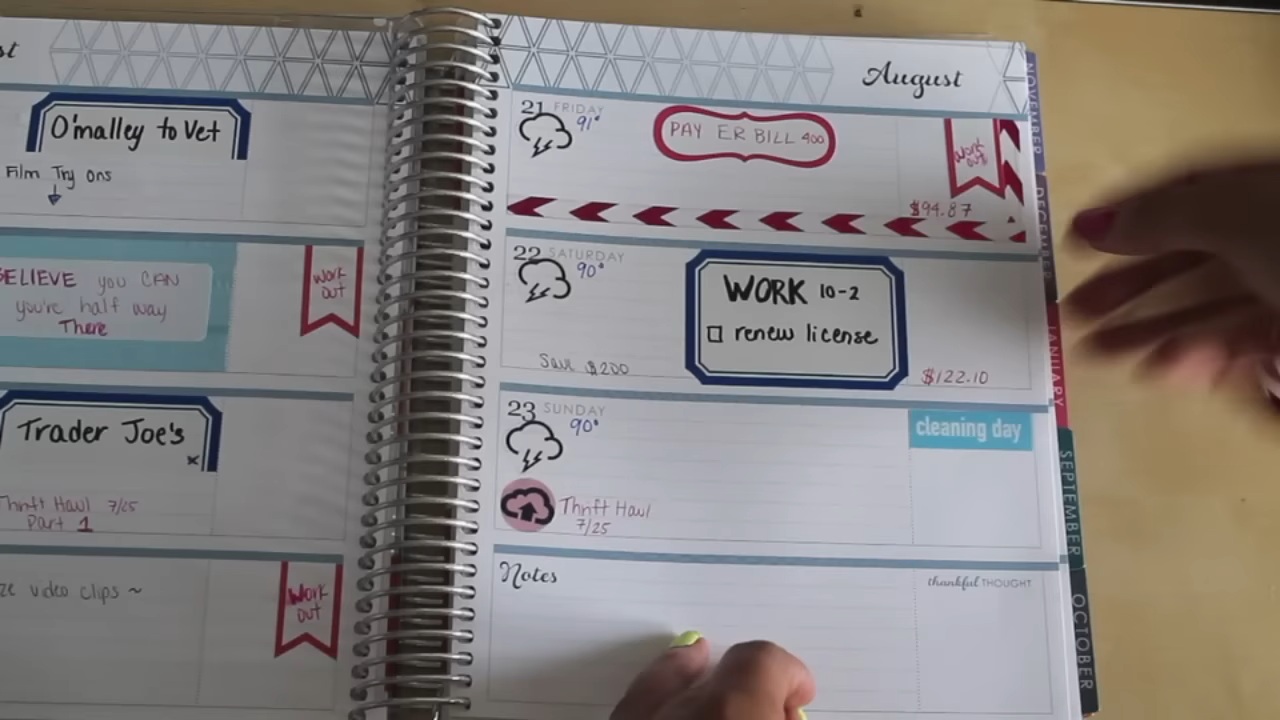 st
O'malley to Vet
Film Try ons
BELIEVE you CAN
you're half way
There
work
out
Trader Joe's
x
Thrift Haul 7/25
Part 1
ze video clips ~
Work
out
August
21 FRIDAY
91°
PAY ER BILL 400
Work
out
$94.87
22 SATURDAY
90°
WORK 10-2
renew license
Save $200
$122.10
23 SUNDAY
90°
cleaning day
Thrift Haul
7/25
Notes
thankful THOUGHT
NOVEMBER
DECEMBER
JANUARY
SEPTEMBER
OCTOBER